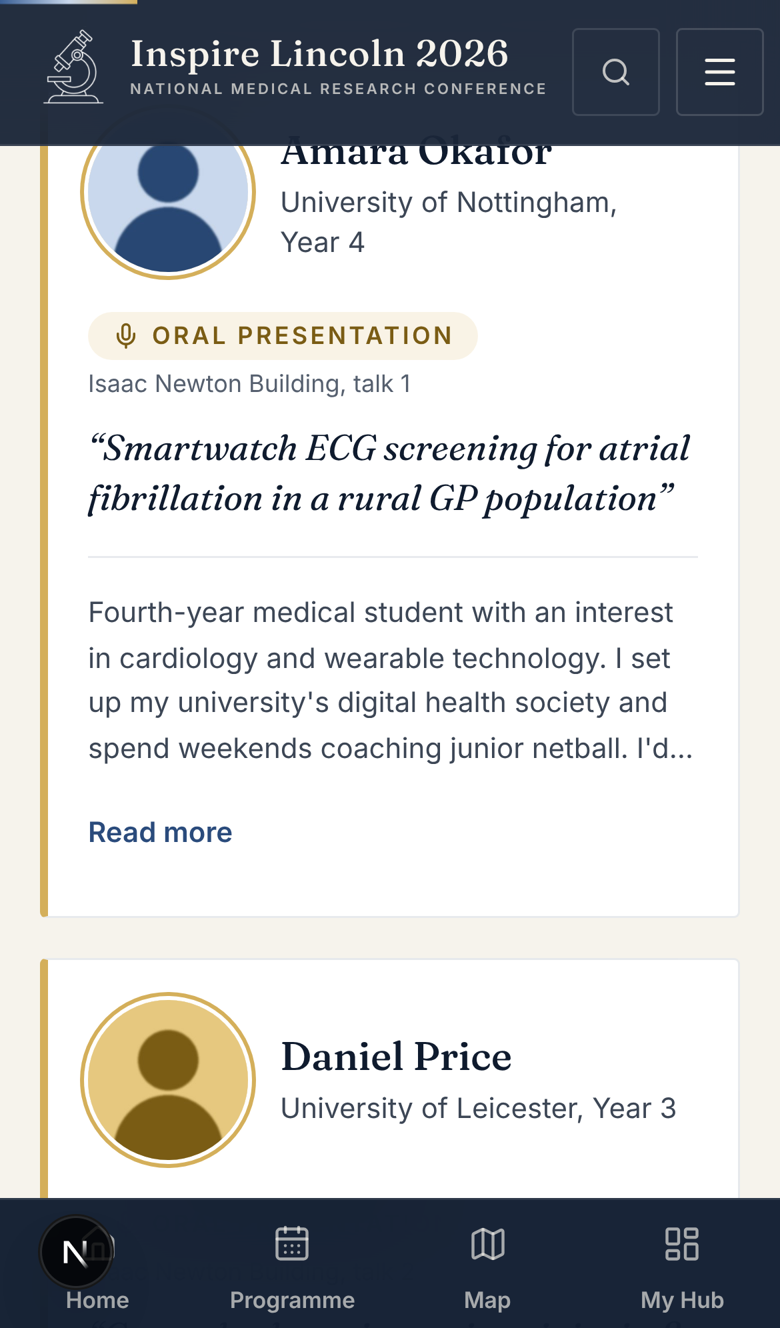 Inspire Lincoln 2026
NATIONAL MEDICAL RESEARCH CONFERENCE
Amara Okafor
University of Nottingham,
Year 4
ORAL PRESENTATION
Isaac Newton Building, talk 1
“Smartwatch ECG screening for atrial
fibrillation in a rural GP population”
Fourth-year medical student with an interest
in cardiology and wearable technology. I set
up my university's digital health society and
spend weekends coaching junior netball. I'd...
Read more
Daniel Price
University of Leicester, Year 3
N
Home
Programme
Map
My Hub